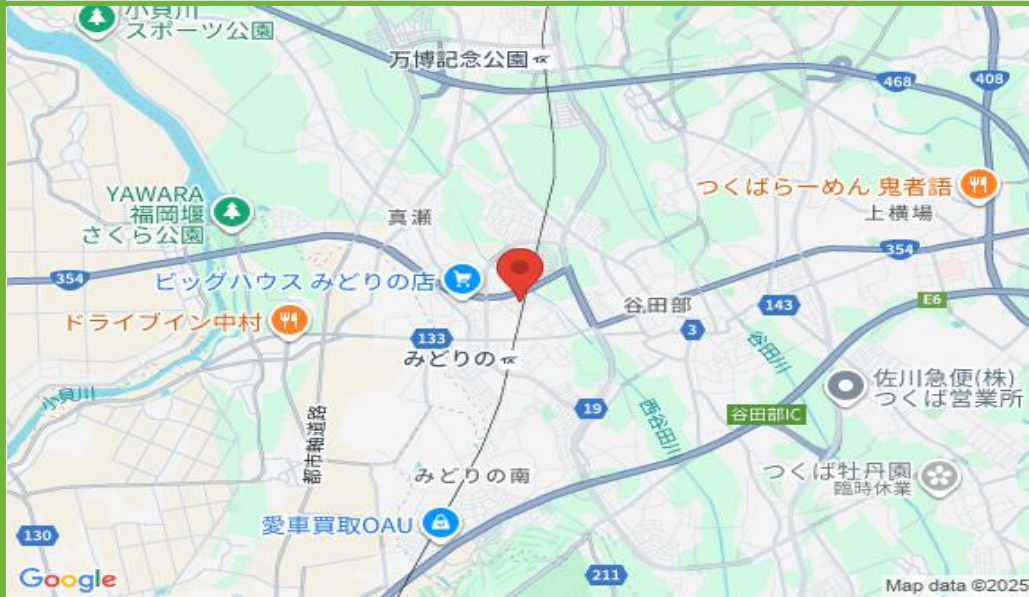 小貝川
スポーツ公園
万博記念公園
468
408
YAWARA
福岡堰
さくら公園
つくばらーめん 鬼者語
上横場
真瀬
354
354
ビッグハウス みどりの店
谷田部
143
E6
ドライブイン中村
133
3
みどりの
谷田川
小貝川
佐川急便(株)
つくば営業所
19
西谷田川
谷田部IC
都市軸道路
みどりの南
つくば牡丹園
臨時休業
愛車買取OAU
130
211
Google
Map data ©2025